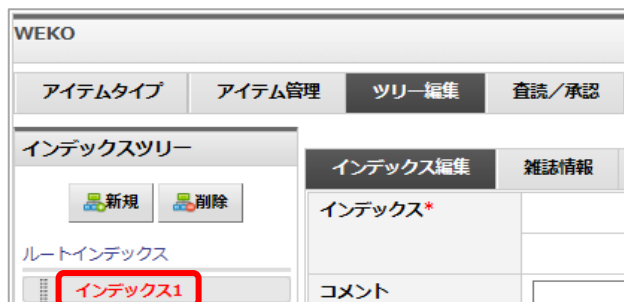 WEKO
アイテムタイプ アイテム管理 ツリー編集 査読／承認
インデックスツリー
新規 削除
ルートインデックス
インデックス1
インデックス編集 雑誌情報
インデックス*
コメント